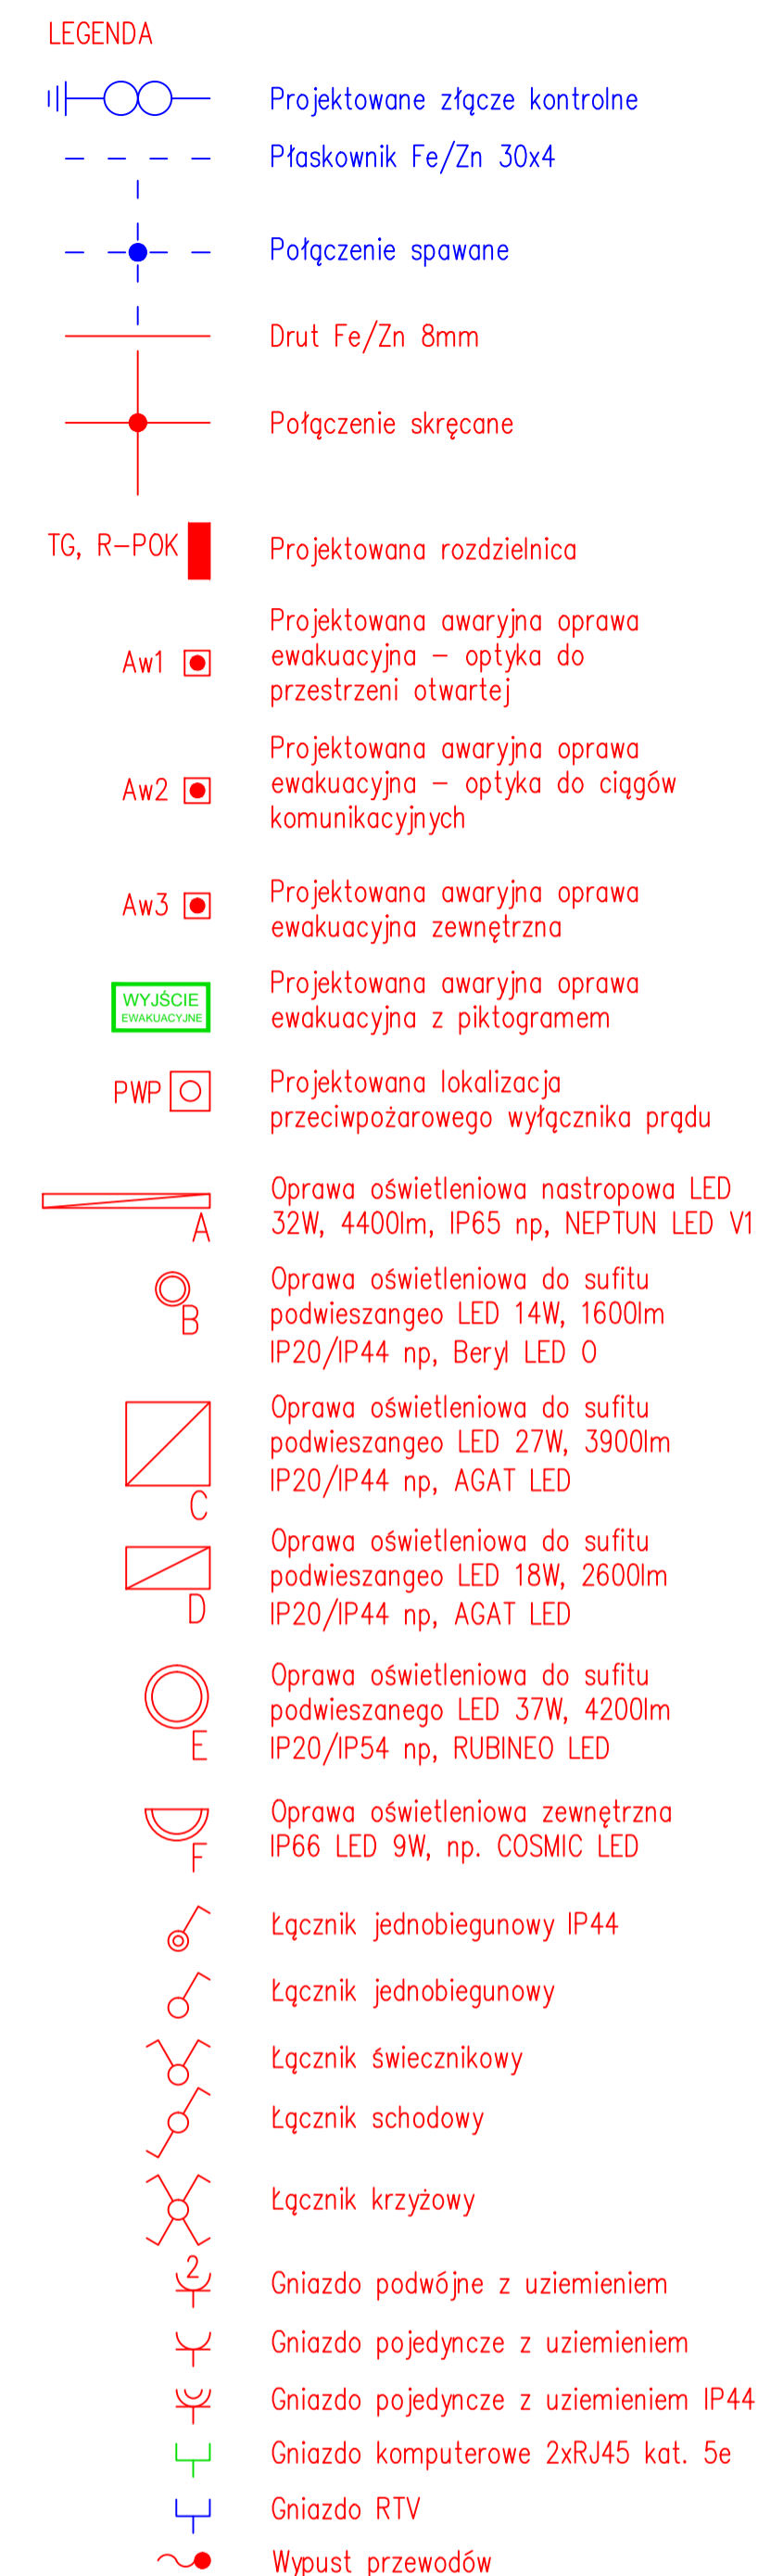 LEGENDA
Projektowane złącze kontrolne
Płaskownik Fe/Zn 30x4
Połączenie spawane
Drut Fe/Zn 8mm
Połączenie skręcane
TG, R-POK Projektowana rozdzielnica
Projektowana awaryjna oprawa
Aw1 ewakuacyjna - optyka do
przestrzeni otwartej
Projektowana awaryjna oprawa
Aw2 ewakuacyjna - optyka do ciągów
komunikacyjnych
Aw3 Projektowana awaryjna oprawa
ewakuacyjna zewnętrzna
WYJŚCIE
EWAKUACYJNE
Projektowana awaryjna oprawa
ewakuacyjna z piktogramem
PWP Projektowana lokalizacja
przeciwpożarowego wyłącznika prądu
A
Oprawa oświetleniowa nastropowa LED
32W, 4400lm, IP65 np, NEPTUN LED V1
B
Oprawa oświetleniowa do sufitu
podwieszangeo LED 14W, 1600lm
IP20/IP44 np, Beryl LED O
C
Oprawa oświetleniowa do sufitu
podwieszangeo LED 27W, 3900lm
IP20/IP44 np, AGAT LED
D
Oprawa oświetleniowa do sufitu
podwieszangeo LED 18W, 2600lm
IP20/IP44 np, AGAT LED
E
Oprawa oświetleniowa do sufitu
podwieszanego LED 37W, 4200lm
IP20/IP54 np, RUBINEO LED
F
Oprawa oświetleniowa zewnętrzna
IP66 LED 9W, np. COSMIC LED
Łącznik jednobiegunowy IP44
Łącznik jednobiegunowy
Łącznik świecznikowy
Łącznik schodowy
Łącznik krzyżowy
2 Gniazdo podwójne z uziemieniem
Gniazdo pojedyncze z uziemieniem
Gniazdo pojedyncze z uziemieniem IP44
Gniazdo komputerowe 2xRJ45 kat. 5e
Gniazdo RTV
Wypust przewodów